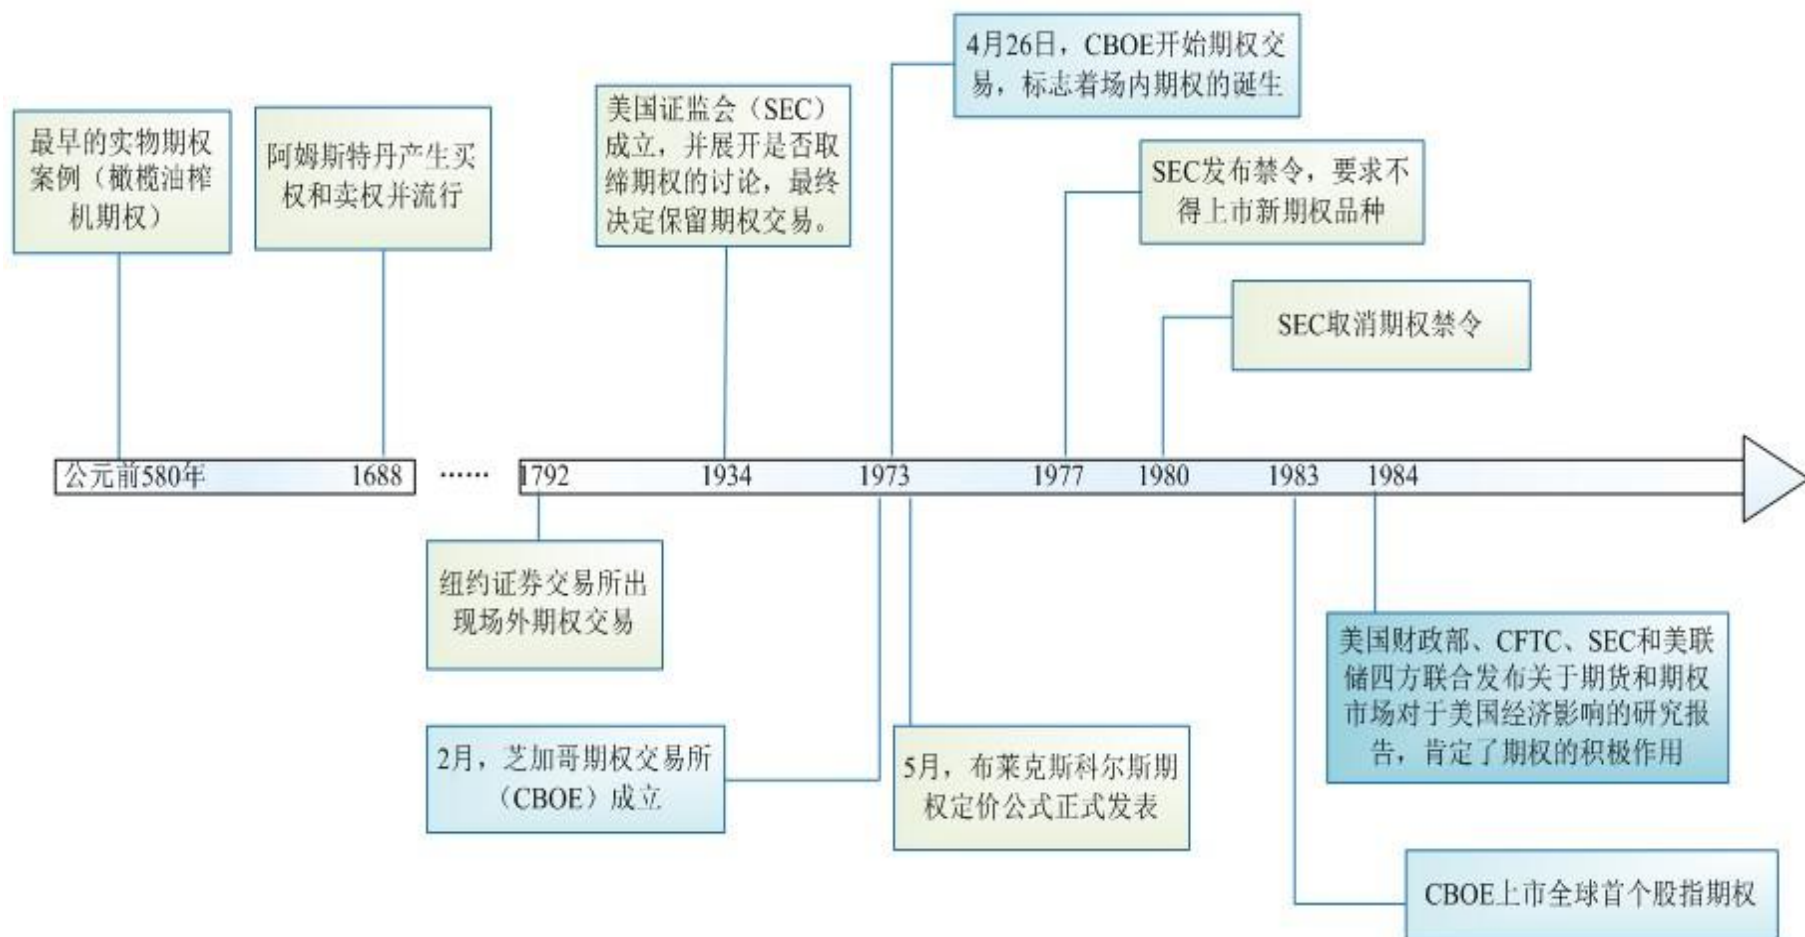 4月26日，CBOE开始期权交
易，标志着场内期权的诞生
最早的实物期权
案例（橄榄油榨
机期权）
阿姆斯特丹产生买
权和卖权并流行
美国证监会（SEC）
成立，并展开是否取
缔期权的讨论，最终
决定保留期权交易。
SEC发布禁令，要求不
得上市新期权品种
SEC取消期权禁令
公元前580年
1688
……
1792
1934
1973
1977
1980
1983
1984
纽约证券交易所出
现场外期权交易
2月，芝加哥期权交易所
（CBOE）成立
5月，布莱克斯科尔斯期
权定价公式正式发表
美国财政部、CFTC、SEC和美联
储四方联合发布关于期货和期权
市场对于美国经济影响的研究报
告，肯定了期权的积极作用
CBOE上市全球首个股指期权